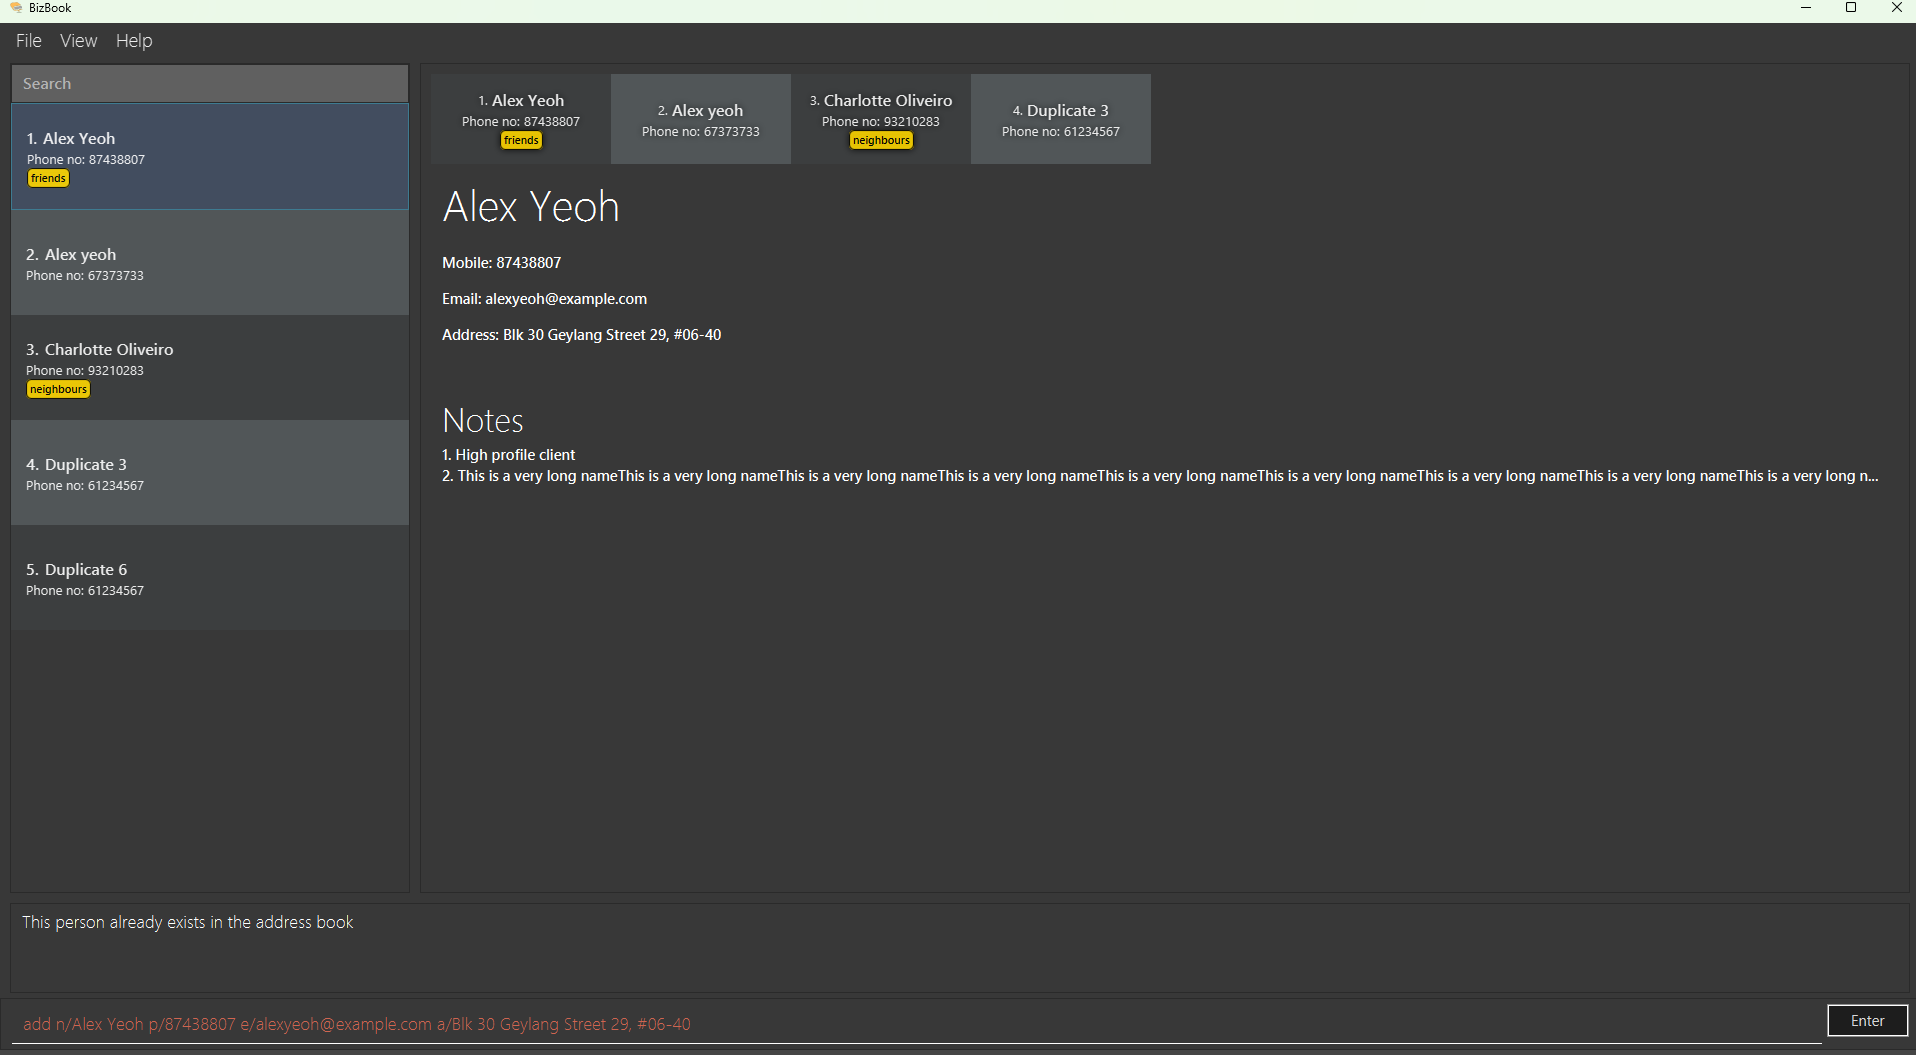 BizBook
File View Help
Search
1. Alex Yeoh
Phone no: 87438807
friends
2. Alex yeoh
Phone no: 67373733
3. Charlotte Oliveiro
Phone no: 93210283
neighbours
4. Duplicate 3
Phone no: 61234567
5. Duplicate 6
Phone no: 61234567
1. Alex Yeoh
Phone no: 87438807
friends
2. Alex yeoh
Phone no: 67373733
3. Charlotte Oliveiro
Phone no: 93210283
neighbours
4. Duplicate 3
Phone no: 61234567
Alex Yeoh
Mobile: 87438807
Email: alexyeoh@example.com
Address: Blk 30 Geylang Street 29, #06-40
Notes
1. High profile client
2. This is a very long nameThis is a very long nameThis is a very long nameThis is a very long nameThis is a very long nameThis is a very long nameThis is a very long nameThis is a very long nameThis is a very long n...
This person already exists in the address book
add n/Alex Yeoh p/87438807 e/alexyeoh@example.com a/Blk 30 Geylang Street 29, #06-40
Enter